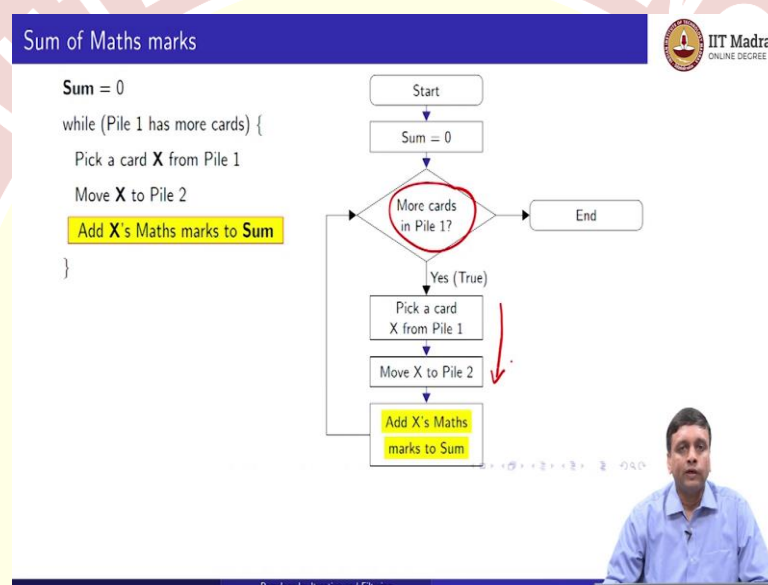 Sum of Maths marks
IIT Madra
ONLINE DEGREE
Sum = 0
while (Pile 1 has more cards) {
Pick a card X from Pile 1
Move X to Pile 2
Add X's Maths marks to Sum
}
Start
Sum = 0
More cards
in Pile 1?
End
Yes (True)
Pick a card
X from Pile 1
Move X to Pile 2
Add X's Maths
marks to Sum